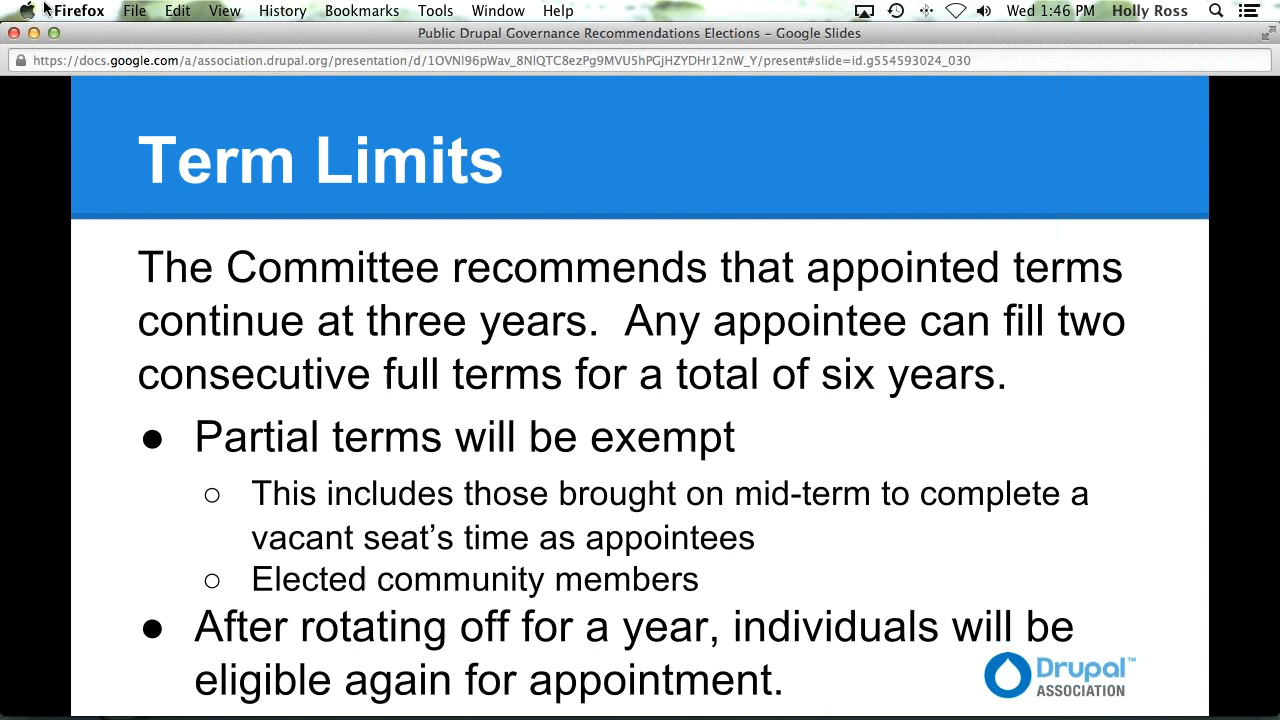 Firefox File Edit View History Bookmarks Tools Window Help Wed 1:46 PM Holly Ross
Public Drupal Governance Recommendations Elections – Google Slides
https://docs.google.com/a/association.drupal.org/presentation/d/1OVNl96pWav_8NlQTC8ezPg9MVU5hPGjHZYDHr12nW_Y/present#slide=id.g554593024_030
Term Limits
The Committee recommends that appointed terms
continue at three years.  Any appointee can fill two
consecutive full terms for a total of six years.
● Partial terms will be exempt
○ This includes those brought on mid-term to complete a
vacant seat’s time as appointees
○ Elected community members
● After rotating off for a year, individuals will be
eligible again for appointment.
Drupal™
ASSOCIATION